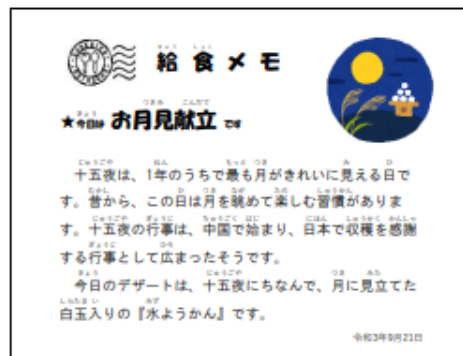 給食メモ
★今日は お月見献立 です
十五夜は、1年のうちで最も月がきれいに見える日で
す。昔から、この日は月を眺めて楽しむ習慣がありま
す。十五夜の行事は、中国で始まり、日本で収穫を感謝
する行事として広まったそうです。
今日のデザートは、十五夜にちなんで、月に見立てた
白玉入りの『水ようかん』です。
令和3年9月21日